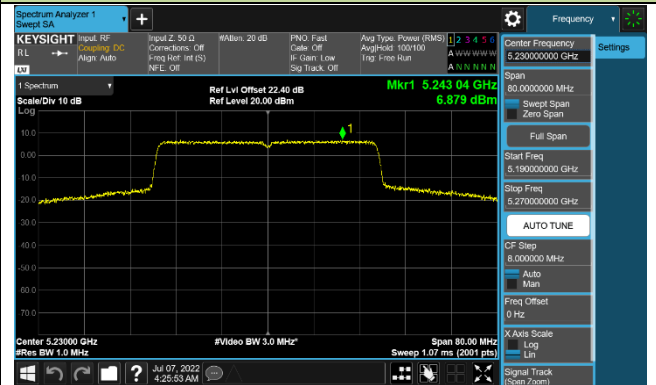 Spectrum Analyzer 1
Swept SA
+
Frequency
KEYSIGHT
RL
Input: RF
Coupling: DC
Align: Auto
Input Z: 50 Ω
Corrections: Off
Freq Ref: Int (S)
NFE: Off
#Atten: 20 dB
PNO: Fast
Gate: Off
IF Gain: Low
Sig Track: Off
Avg Type: Power (RMS)
Avg|Hold: 100/100
Trig: Free Run
1 2 3 4 5 6
A W W W W W
A N N N N N
1 Spectrum
Scale/Div 10 dB
Log
Ref Lvl Offset 22.40 dB
Ref Level 20.00 dBm
Mkr1 5.243 04 GHz
6.879 dBm
1
10.0
0.00
-10.0
-20.0
-30.0
-40.0
-50.0
-60.0
-70.0
Center 5.23000 GHz
#Res BW 1.0 MHz
#Video BW 3.0 MHz*
Span 80.00 MHz
Sweep 1.07 ms (2001 pts)
Jul 07, 2022
4:25:53 AM
Center Frequency
5.230000000 GHz
Settings
Span
80.0000000 MHz
Swept Span
Zero Span
Full Span
Start Freq
5.190000000 GHz
Stop Freq
5.270000000 GHz
AUTO TUNE
CF Step
8.000000 MHz
Auto
Man
Freq Offset
0 Hz
X Axis Scale
Log
Lin
Signal Track
(Span Zoom)